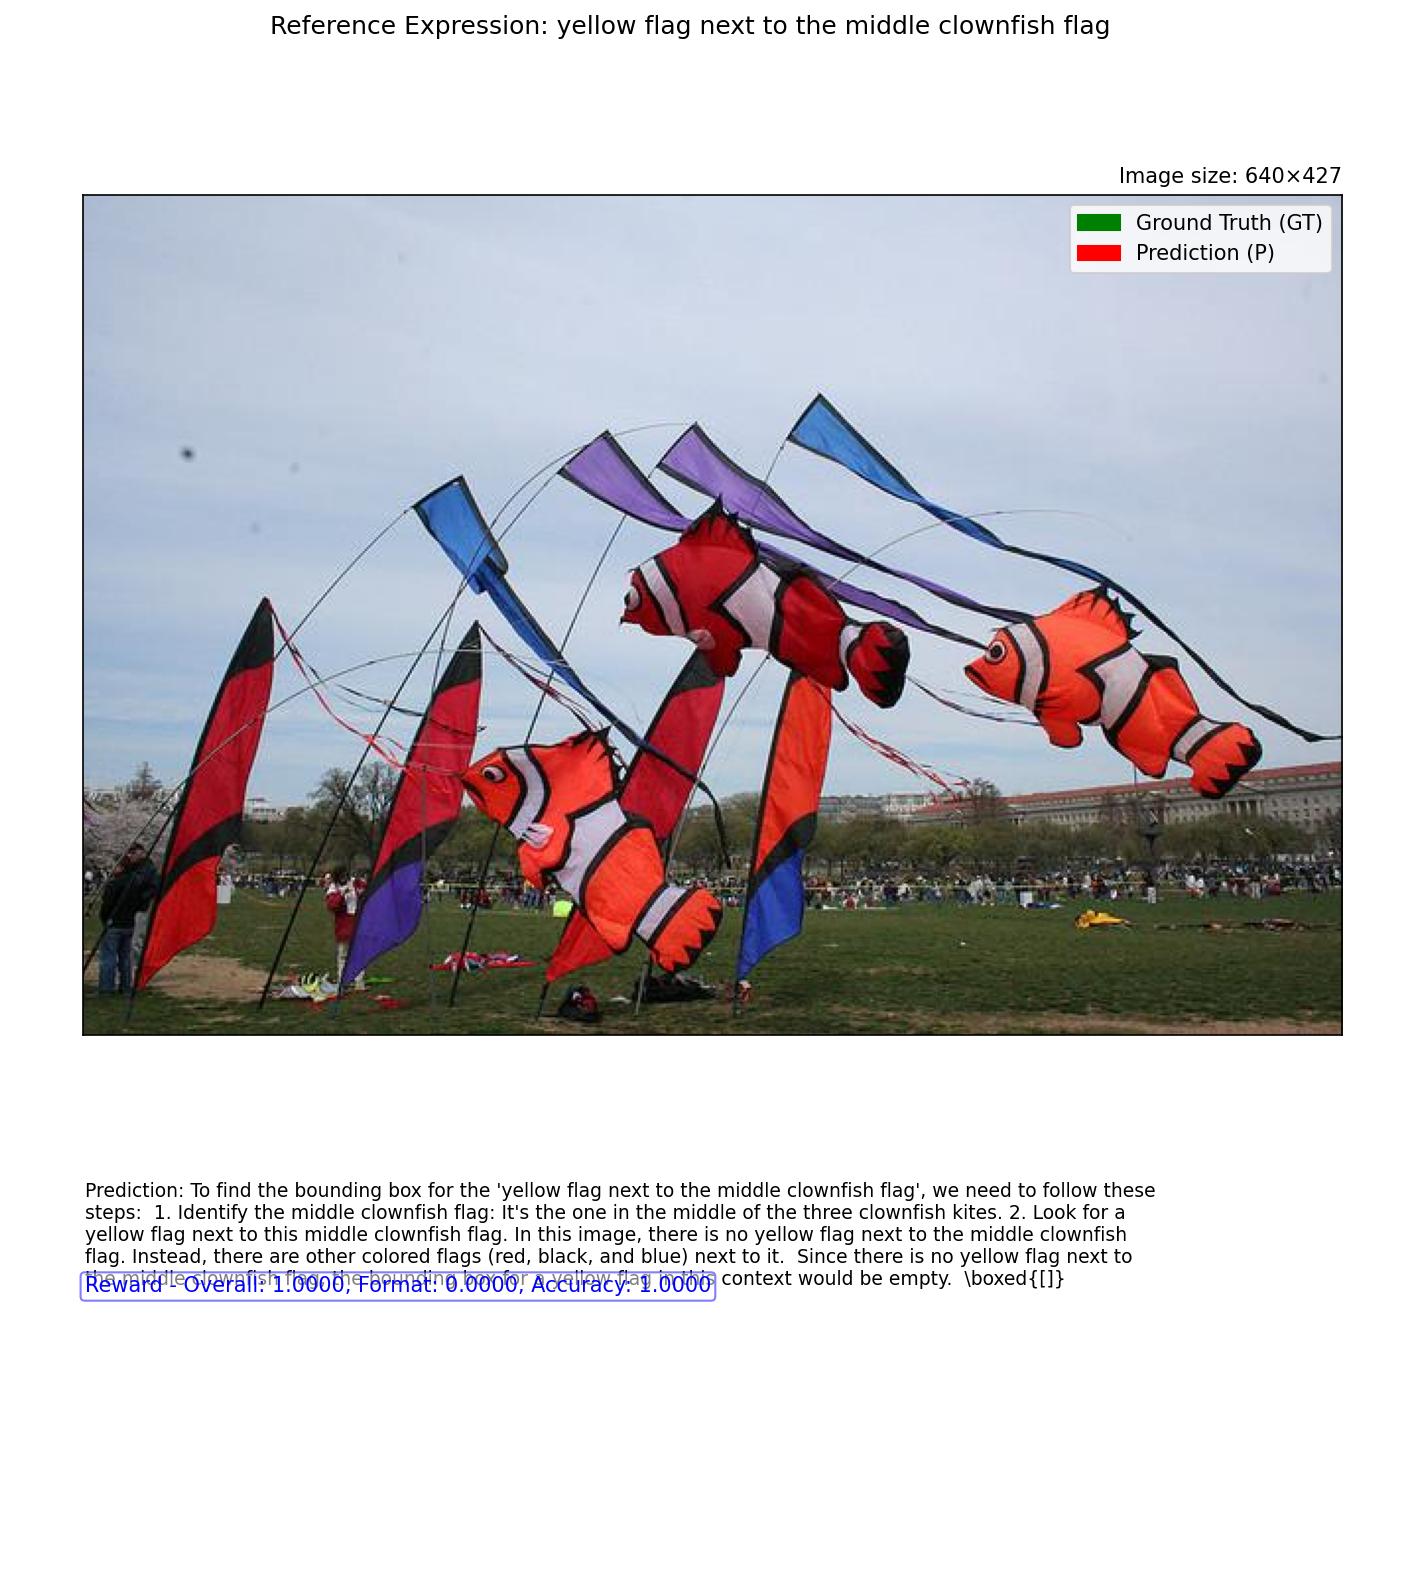 Reference Expression: yellow flag next to the middle clownfish flag
Image size: 640×427
Ground Truth (GT)
Prediction (P)
Prediction: To find the bounding box for the 'yellow flag next to the middle clownfish flag', we need to follow these
steps:  1. Identify the middle clownfish flag: It's the one in the middle of the three clownfish kites. 2. Look for a
yellow flag next to this middle clownfish flag. In this image, there is no yellow flag next to the middle clownfish
flag. Instead, there are other colored flags (red, black, and blue) next to it.  Since there is no yellow flag next to
the middle clownfish flag, the bounding box for a yellow flag in this context would be empty.  \boxed{[]}
Reward - Overall: 1.0000, Format: 0.0000, Accuracy: 1.0000